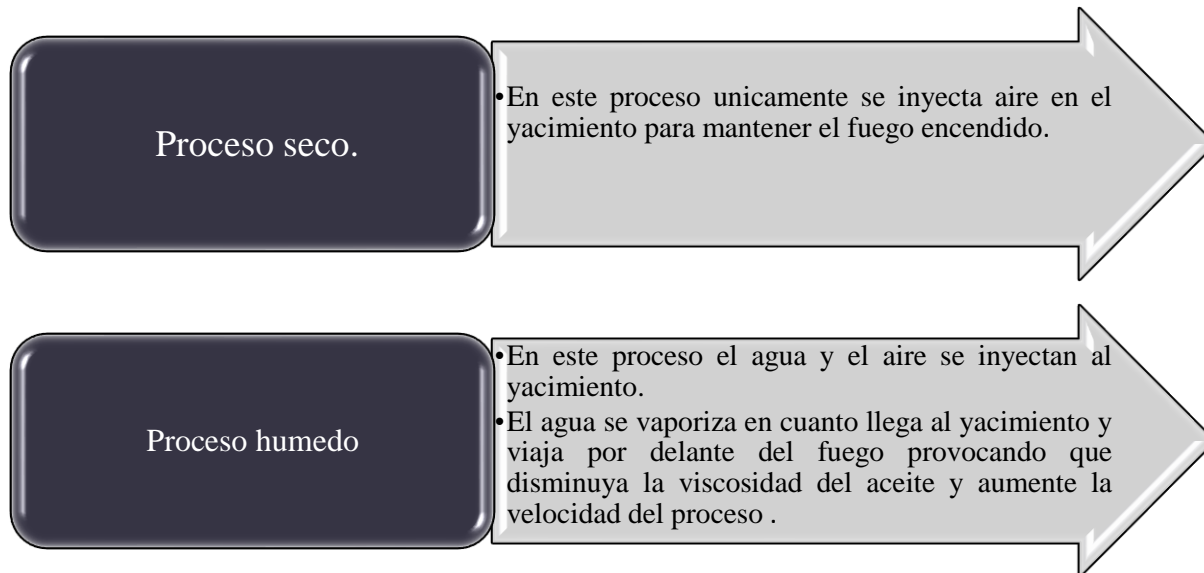 Proceso seco.
•En este proceso unicamente se inyecta aire en el
yacimiento para mantener el fuego encendido.
Proceso humedo
•En este proceso el agua y el aire se inyectan al
yacimiento.
•El agua se vaporiza en cuanto llega al yacimiento y
viaja por delante del fuego provocando que
disminuya la viscosidad del aceite y aumente la
velocidad del proceso .